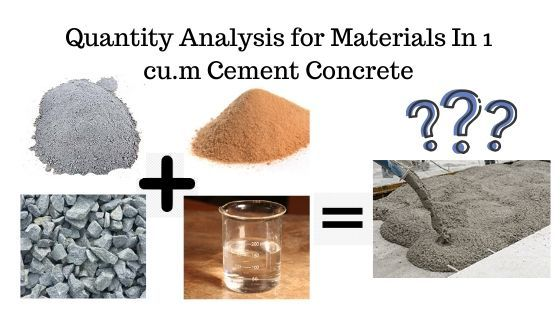 Quantity Analysis for Materials In 1
cu.m Cement Concrete
???
+
=